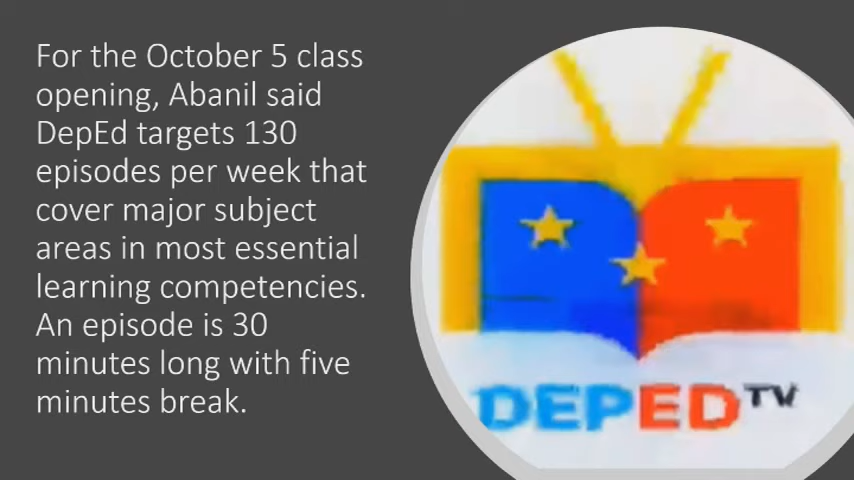 For the October 5 class
opening, Abanil said
DepEd targets 130
episodes per week that
cover major subject
areas in most essential
learning competencies.
An episode is 30
minutes long with five
minutes break.
DEPED TV